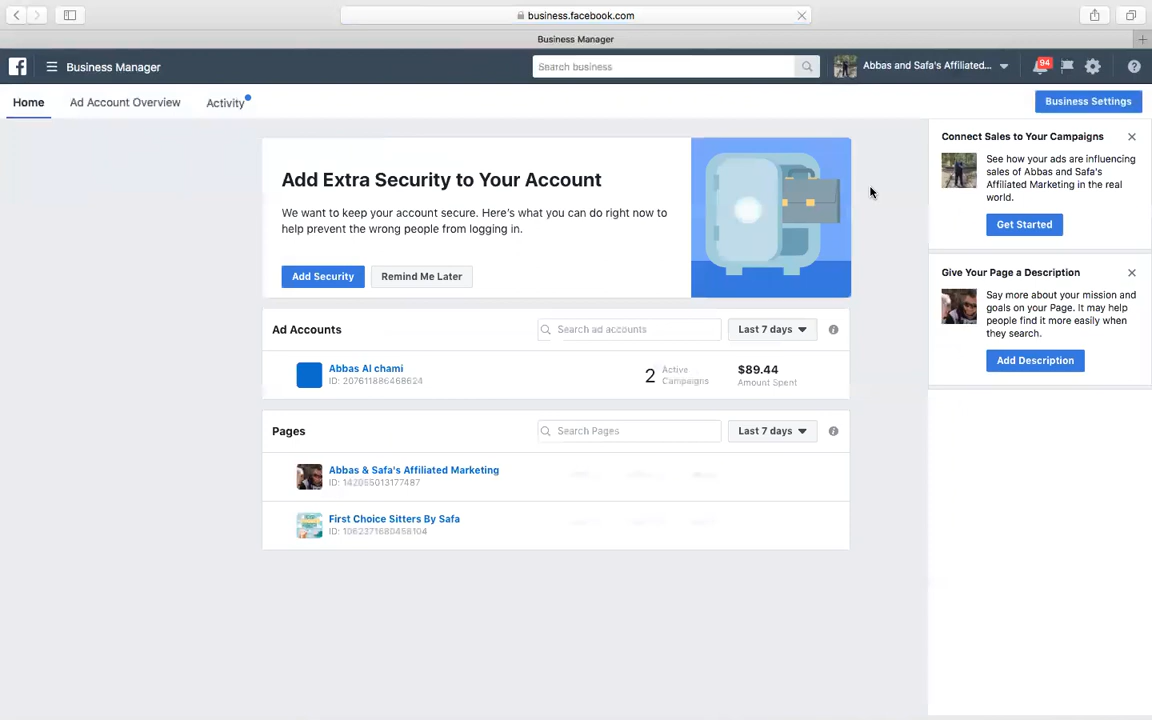 business.facebook.com
Business Manager
Business Manager
Search business
Abbas and Safa's Affiliated...
94
Home
Ad Account Overview
Activity
Business Settings
Add Extra Security to Your Account
We want to keep your account secure. Here's what you can do right now to
help prevent the wrong people from logging in.
Add Security
Remind Me Later
Ad Accounts
Search ad accounts
Last 7 days
Abbas Al chami
ID: 207611886468624
2
Active
Campaigns
$89.44
Amount Spent
Pages
Search Pages
Last 7 days
Abbas & Safa's Affiliated Marketing
ID: 142055013177487
First Choice Sitters By Safa
ID: 1062371680458104
Connect Sales to Your Campaigns
See how your ads are influencing
sales of Abbas and Safa's
Affiliated Marketing in the real
world.
Get Started
Give Your Page a Description
Say more about your mission and
goals on your Page. It may help
people find it more easily when
they search.
Add Description